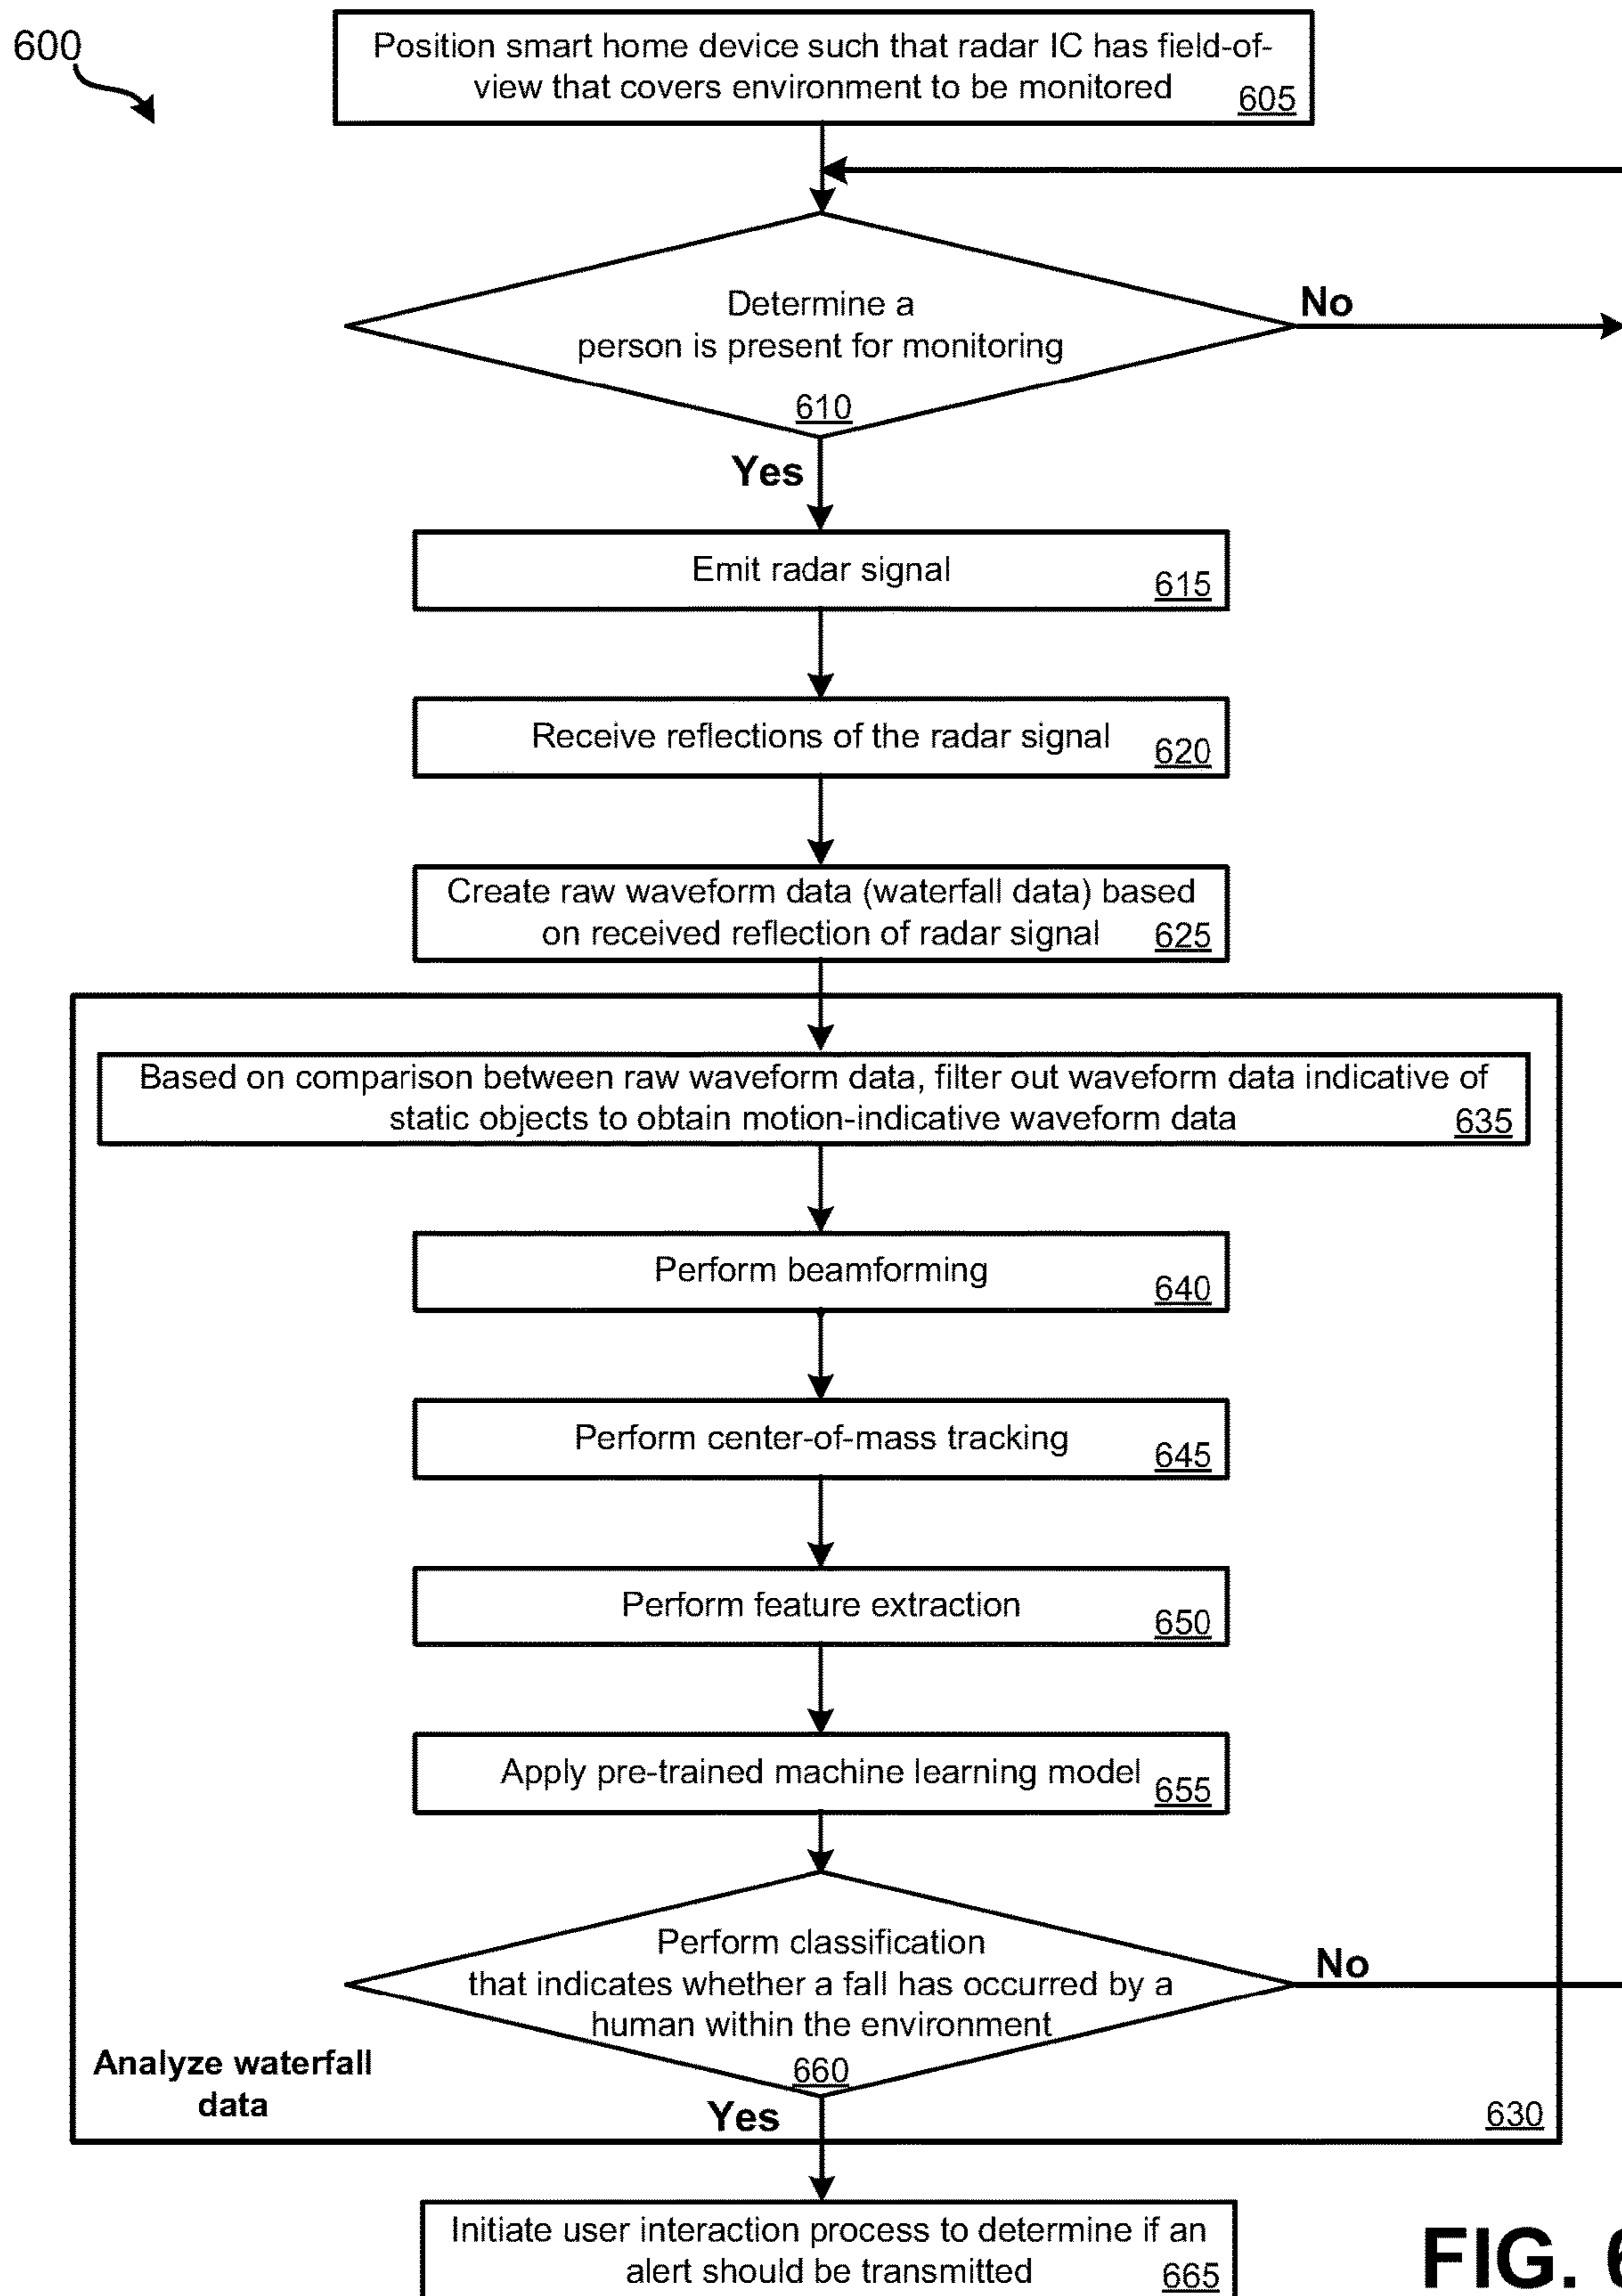 600
Position smart home device such that radar IC has field-of-
view that covers environment to be monitored
605
Determine a
person is present for monitoring
610
No
Yes
Emit radar signal
615
Receive reflections of the radar signal
620
Create raw waveform data (waterfall data) based
on received reflection of radar signal
625
Based on comparison between raw waveform data, filter out waveform data indicative of
static objects to obtain motion-indicative waveform data
635
Perform beamforming
640
Perform center-of-mass tracking
645
Perform feature extraction
650
Apply pre-trained machine learning model
655
Perform classification
that indicates whether a fall has occurred by a
human within the environment
660
No
Analyze waterfall
data
Yes
630
Initiate user interaction process to determine if an
alert should be transmitted
665
FIG. 6